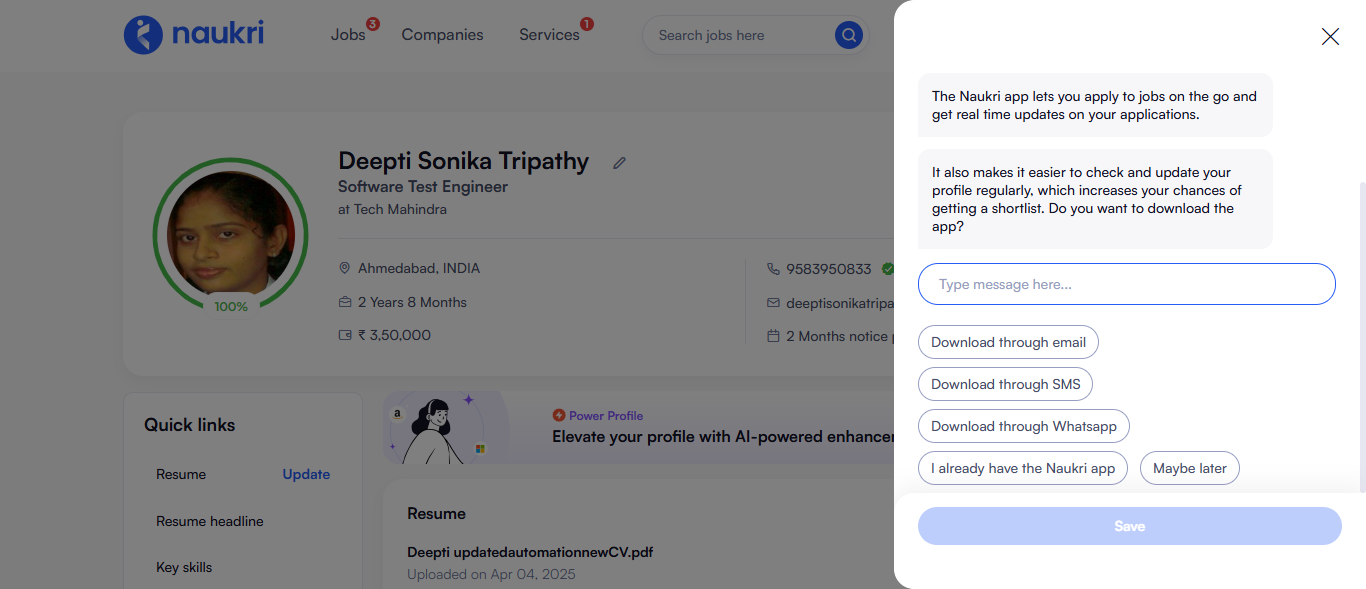 naukri
Jobs 3
Companies
Services 1
Search jobs here
Deepti Sonika Tripathy
Software Test Engineer
at Tech Mahindra
Ahmedabad, INDIA
2 Years 8 Months
₹ 3,50,000
9583950833
deeptisonikatripa
2 Months notice
100%
Quick links
Resume Update
Resume headline
Key skills
a
Power Profile
Elevate your profile with AI-powered enhancer
Resume
Deepti updatedautomationnewCV.pdf
Uploaded on Apr 04, 2025
The Naukri app lets you apply to jobs on the go and
get real time updates on your applications.
It also makes it easier to check and update your
profile regularly, which increases your chances of
getting a shortlist. Do you want to download the
app?
Type message here...
Download through email
Download through SMS
Download through Whatsapp
I already have the Naukri app
Maybe later
Save